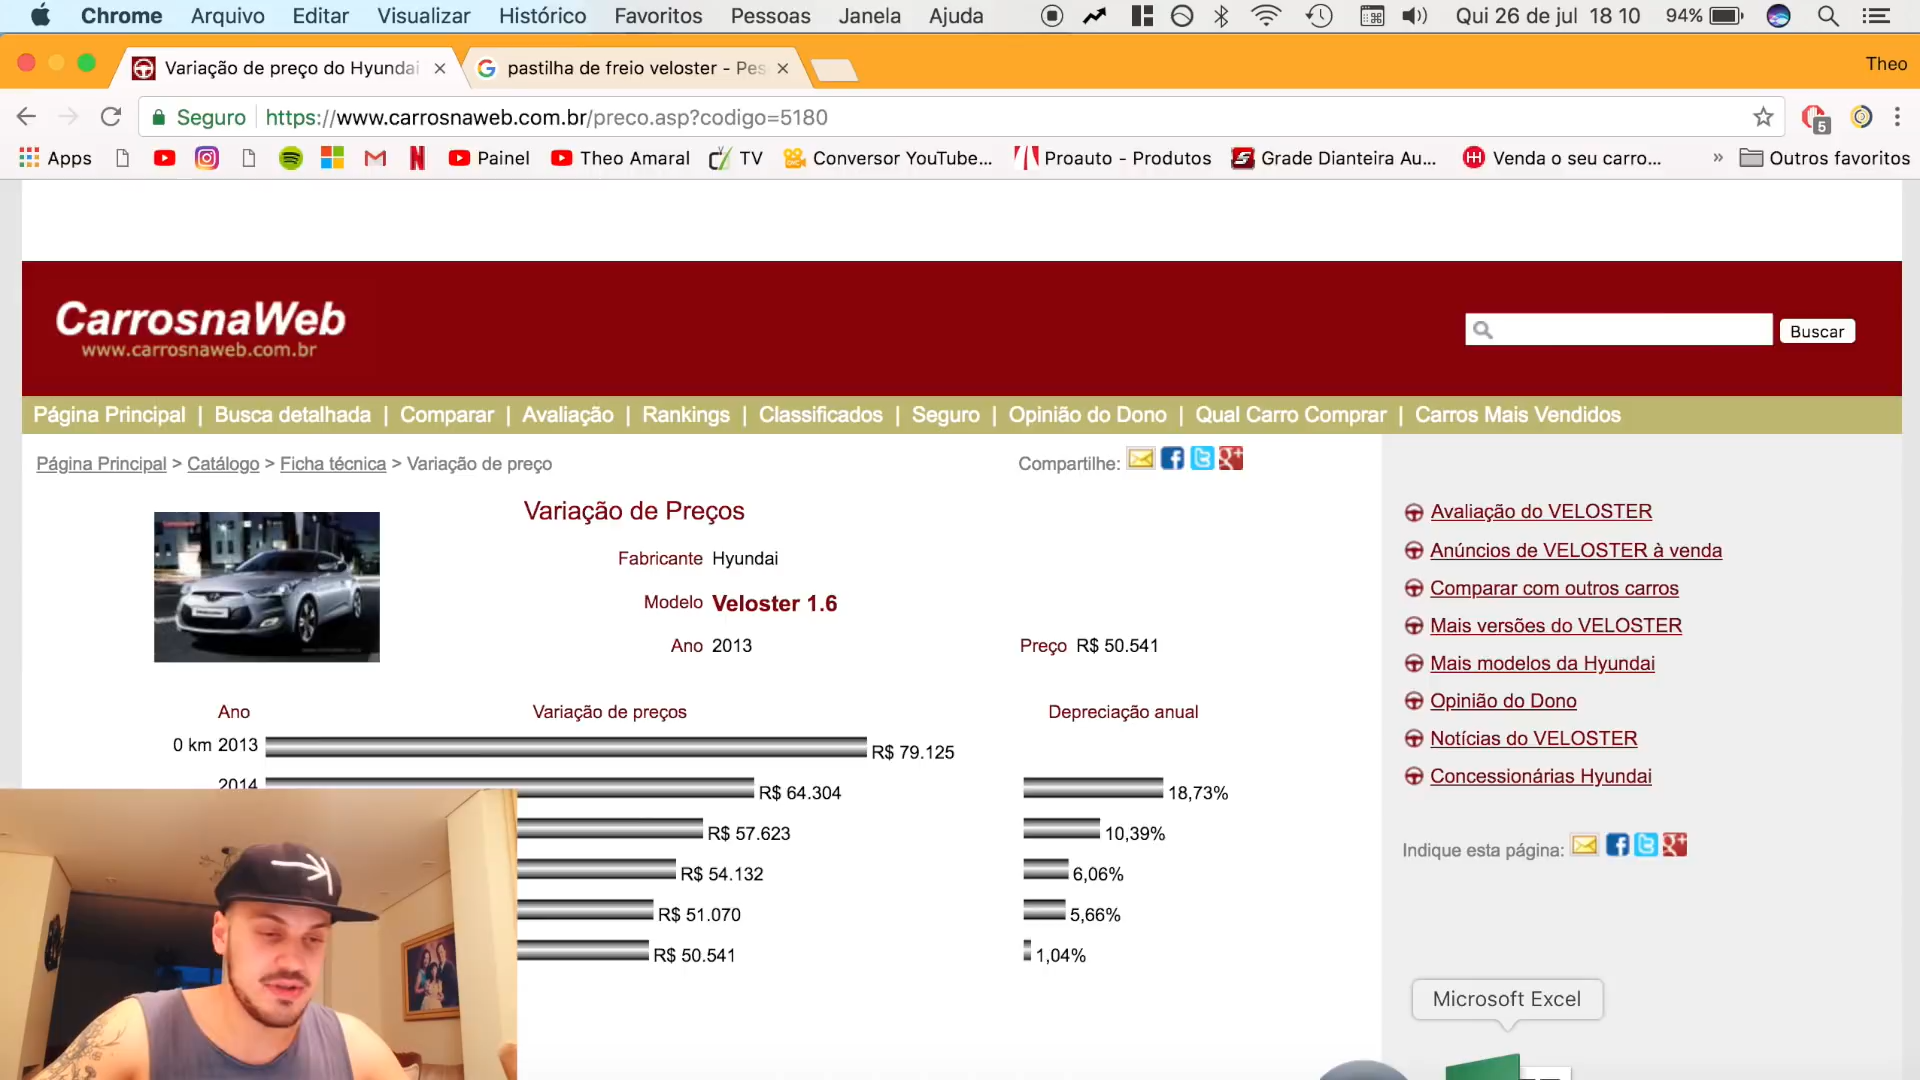 Chrome Arquivo Editar Visualizar Histórico Favoritos Pessoas Janela Ajuda Qui 26 de jul 18 10 94%
Variação de preço do Hyundai
pastilha de freio veloster - Pes
Theo
Seguro https://www.carrosnaweb.com.br/preco.asp?codigo=5180
5
Apps Painel Theo Amaral TV Conversor YouTube... Proauto - Produtos Grade Dianteira Au... Venda o seu carro... » Outros favoritos
CarrosnaWeb
www.carrosnaweb.com.br
Buscar
Página Principal | Busca detalhada | Comparar | Avaliação | Rankings | Classificados | Seguro | Opinião do Dono | Qual Carro Comprar | Carros Mais Vendidos
Página Principal > Catálogo > Ficha técnica > Variação de preço
Compartilhe:
Variação de Preços
Fabricante Hyundai
Modelo Veloster 1.6
Ano 2013
Preço R$ 50.541
Ano Variação de preços Depreciação anual
0 km 2013 R$ 79.125
2014 R$ 64.304 18,73%
R$ 57.623 10,39%
R$ 54.132 6,06%
R$ 51.070 5,66%
R$ 50.541 1,04%
Avaliação do VELOSTER
Anúncios de VELOSTER à venda
Comparar com outros carros
Mais versões do VELOSTER
Mais modelos da Hyundai
Opinião do Dono
Notícias do VELOSTER
Concessionárias Hyundai
Indique esta página:
Microsoft Excel